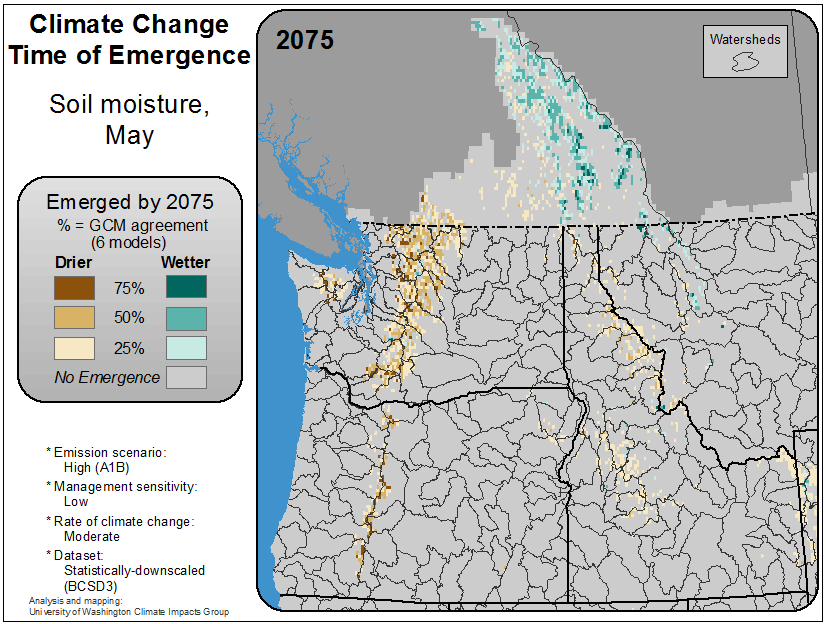 Climate Change
Time of Emergence
Soil moisture,
May
Emerged by 2075
% = GCM agreement
(6 models)
Drier Wetter
75%
50%
25%
No Emergence
* Emission scenario:
High (A1B)
* Management sensitivity:
Low
* Rate of climate change:
Moderate
* Dataset:
Statistically-downscaled
(BCSD3)
Analysis and mapping:
University of Washington Climate Impacts Group
2075
Watersheds